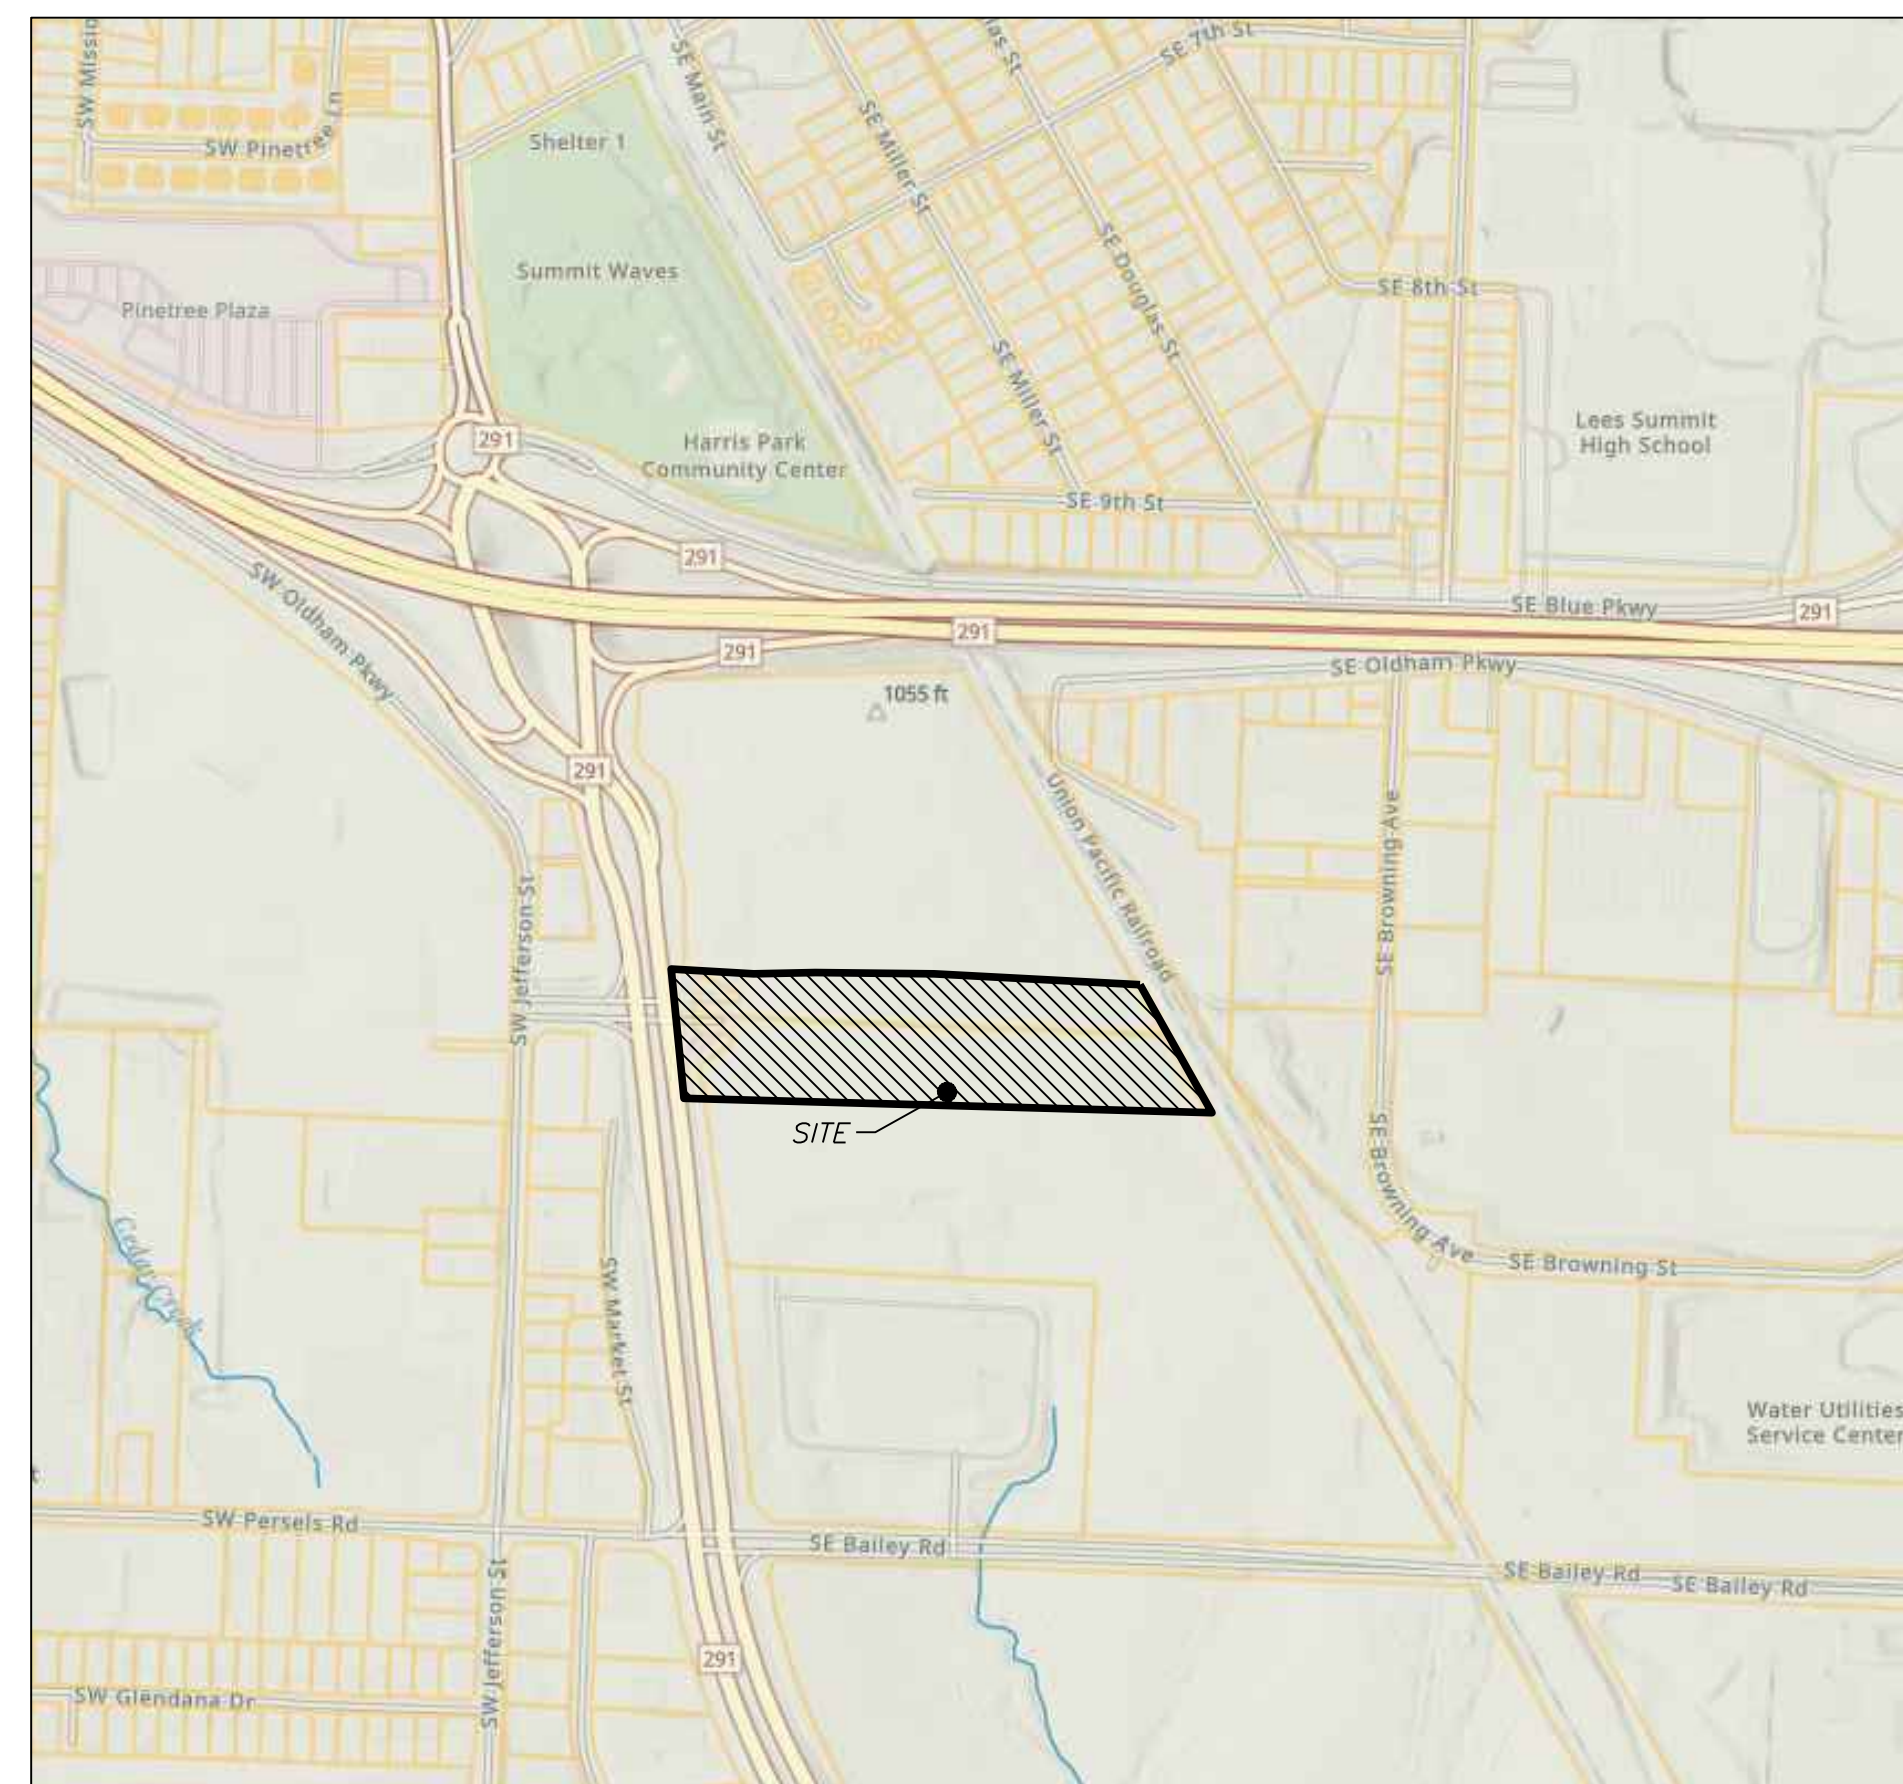 SW Missio
SE Main St
SE 7th St
las St
SW Pinetree Ln
Shelter 1
SE Miller St
Summit Waves
SE Douglas St
SE 8th St
Pinetree Plaza
SE Miller St
Lees Summit
High School
291
Harris Park
Community Center
SE 9th St
291
SW Oldham Pkwy
SE Blue Pkwy
291
291
291
SE Oldham Pkwy
1055 ft
291
Union Pacific Railroad
SE Browning Ave
SW Jefferson St
SITE
SE Browning Ave
Cedar Creek
SE Browning St
SW Market St
Water Utilities
Service Center
t
SW Persels Rd
SE Bailey Rd
SE Bailey Rd
SE Bailey Rd
SW Jefferson St
291
SW Glendana Dr